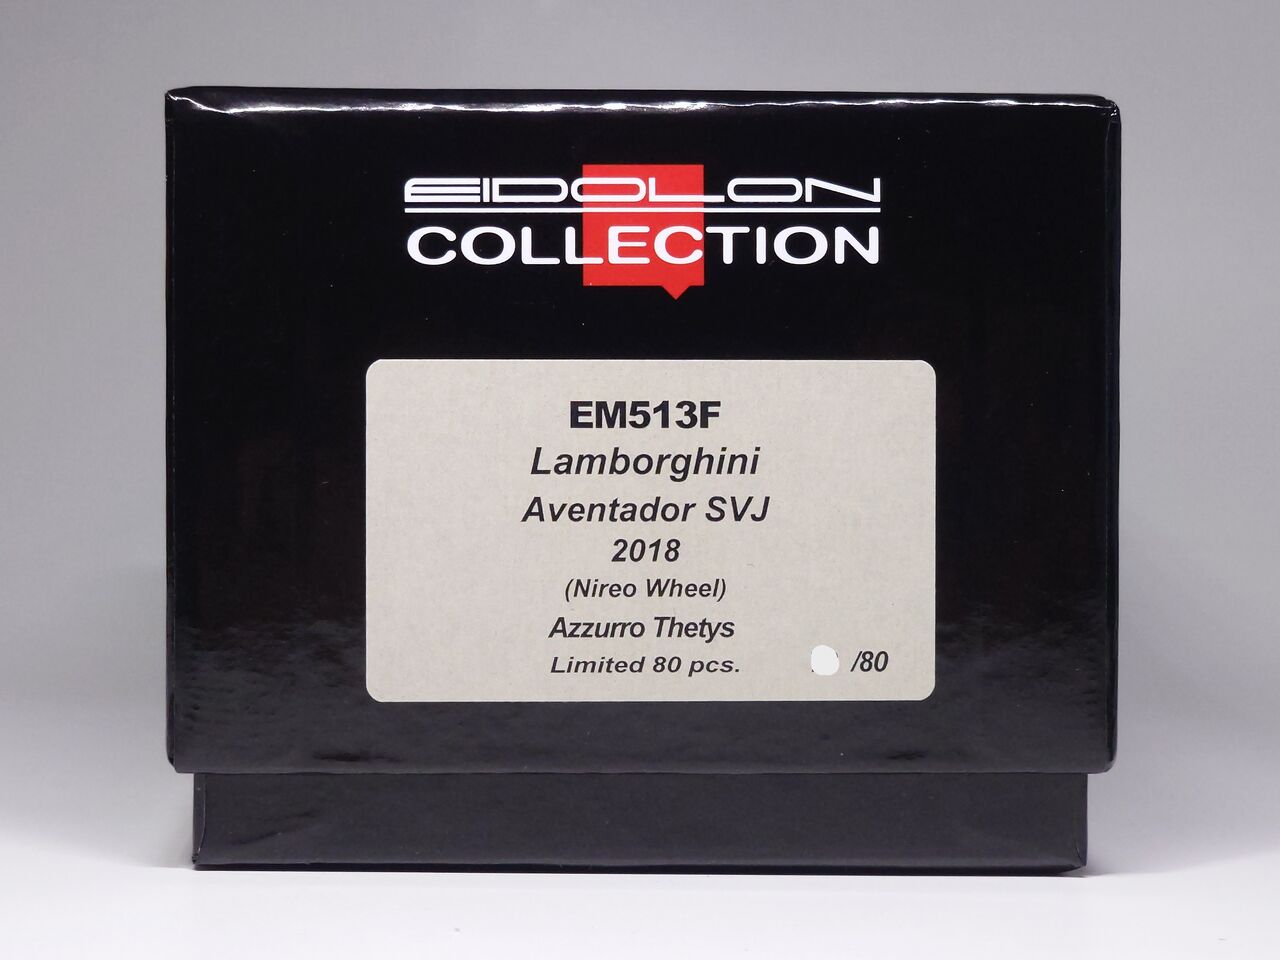 EIDOLON
COLLECTION
EM513F
Lamborghini
Aventador SVJ
2018
(Nireo Wheel)
Azzurro Thetys
Limited 80 pcs.
/80